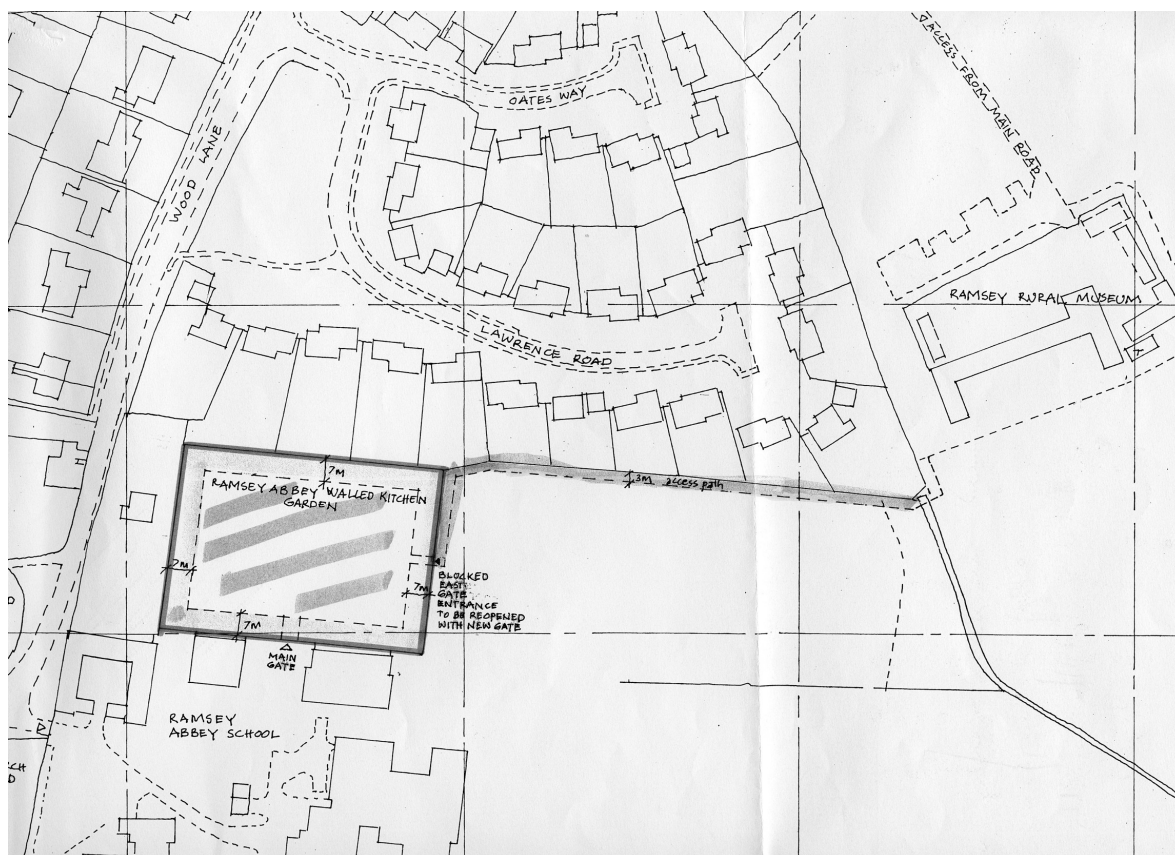 OATES WAY
ACCESS FROM MAIN ROAD
WOOD LANE
RAMSEY RURAL MUSEUM
LAWRENCE ROAD
7M
RAMSEY ABBEY WALLED KITCHEN
GARDEN
3M access path
7M
7M
BLOCKED
EAST
GATE
ENTRANCE
TO BE REOPENED
WITH NEW GATE
7M
MAIN
GATE
RAMSEY
ABBEY SCHOOL
CH
D
D